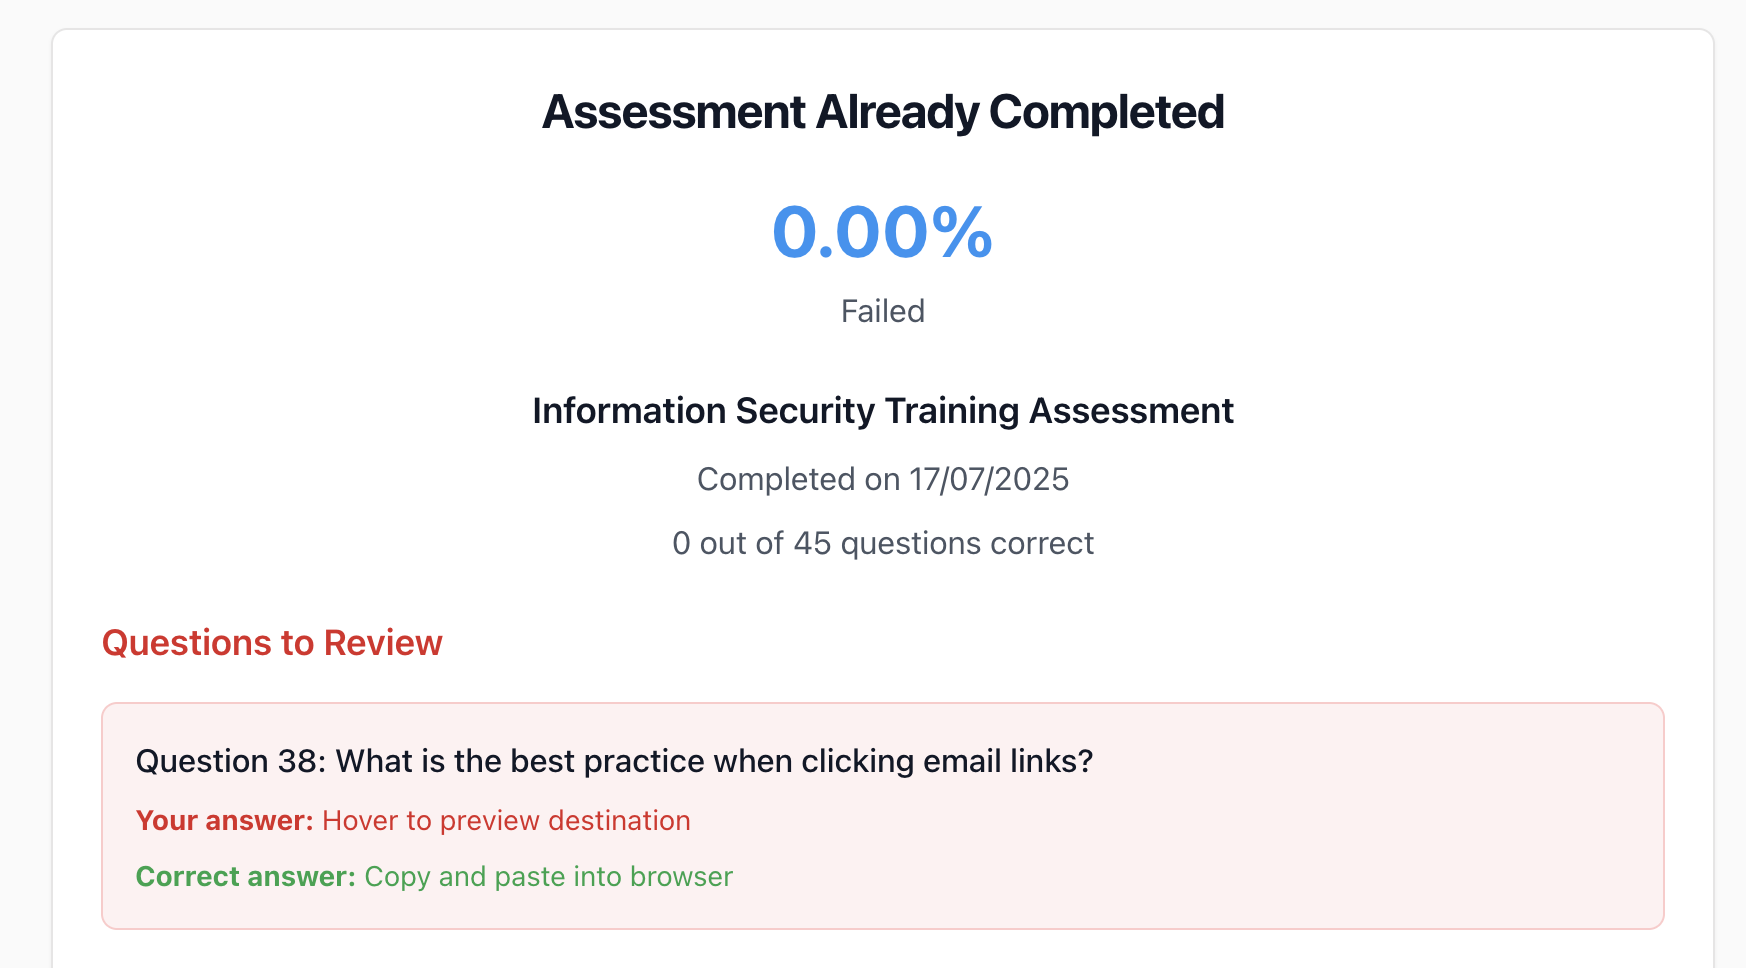 Assessment Already Completed
0.00%
Failed
Information Security Training Assessment
Completed on 17/07/2025
0 out of 45 questions correct
Questions to Review
Question 38: What is the best practice when clicking email links?
Your answer: Hover to preview destination
Correct answer: Copy and paste into browser